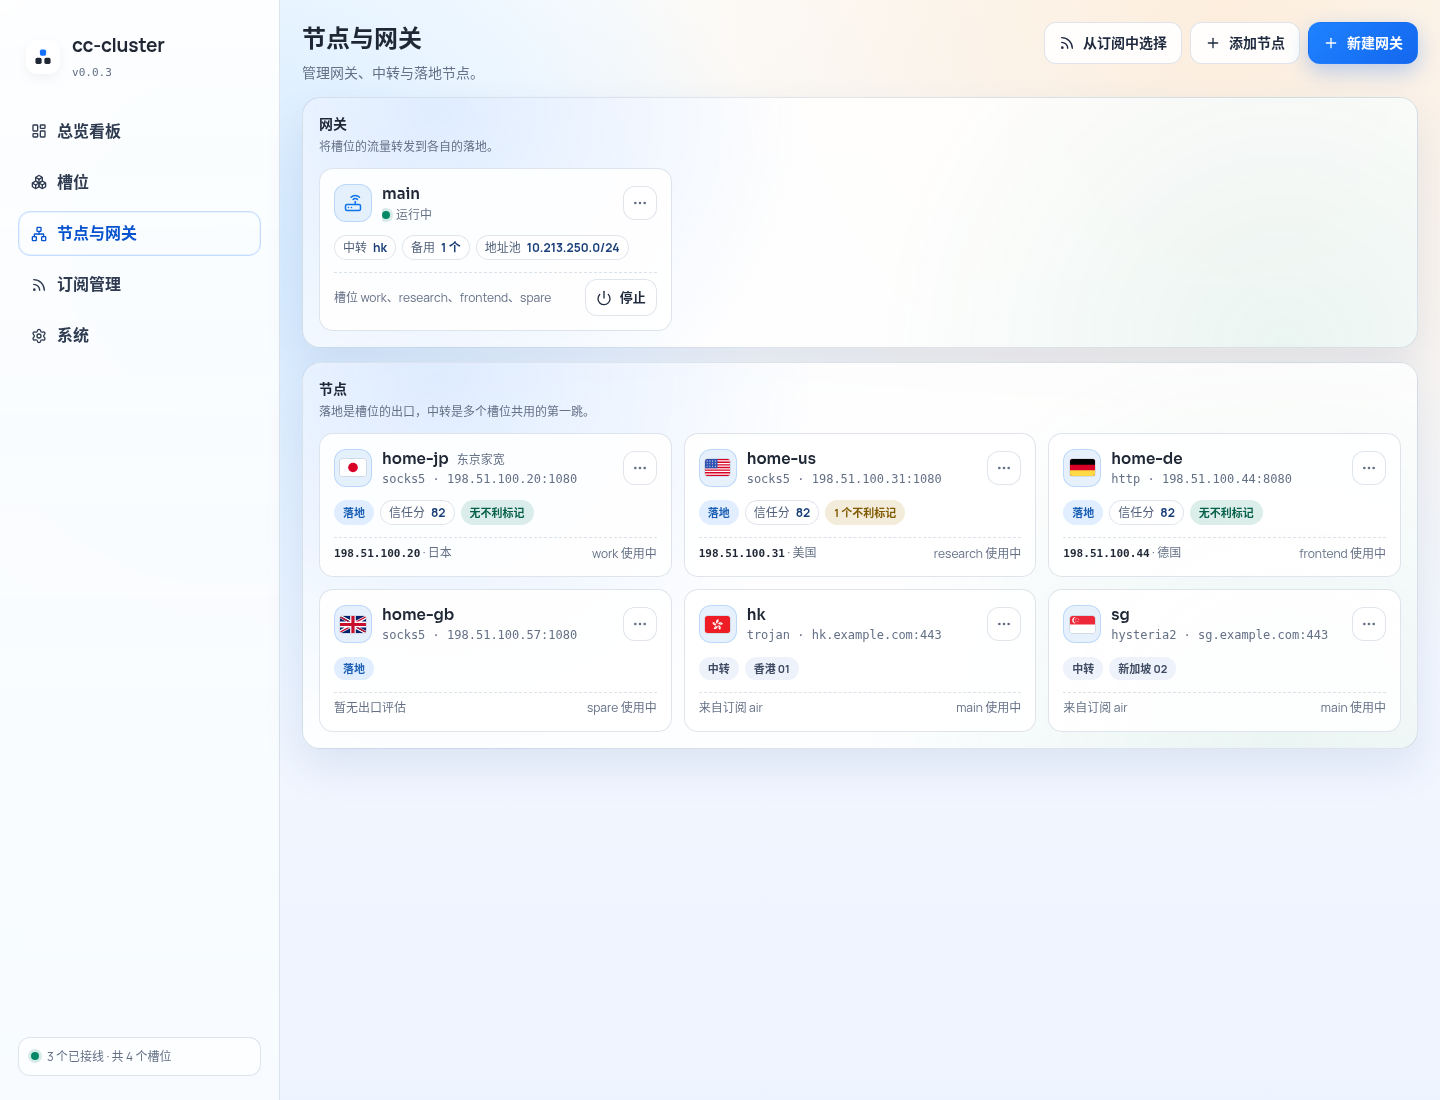 cc-cluster
v0.0.3
总览看板
槽位
节点与网关
订阅管理
系统
3 个已接线 · 共 4 个槽位
节点与网关
管理网关、中转与落地节点。
从订阅中选择
添加节点
新建网关
网关
将槽位的流量转发到各自的落地。
main
运行中
中转 hk
备用 1 个
地址池 10.213.250.0/24
槽位 work、research、frontend、spare
停止
节点
落地是槽位的出口，中转是多个槽位共用的第一跳。
home-jp 东京家宽
socks5 · 198.51.100.20:1080
落地
信任分 82
无不利标记
198.51.100.20 · 日本
work 使用中
home-us
socks5 · 198.51.100.31:1080
落地
信任分 82
1 个不利标记
198.51.100.31 · 美国
research 使用中
home-de
http · 198.51.100.44:8080
落地
信任分 82
无不利标记
198.51.100.44 · 德国
frontend 使用中
home-gb
socks5 · 198.51.100.57:1080
落地
暂无出口评估
spare 使用中
hk
trojan · hk.example.com:443
中转
香港 01
来自订阅 air
main 使用中
sg
hysteria2 · sg.example.com:443
中转
新加坡 02
来自订阅 air
main 使用中